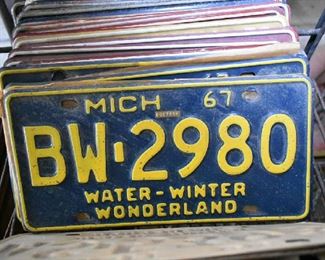 MICH 67
BW-2980
WATER-WINTER
WONDERLAND